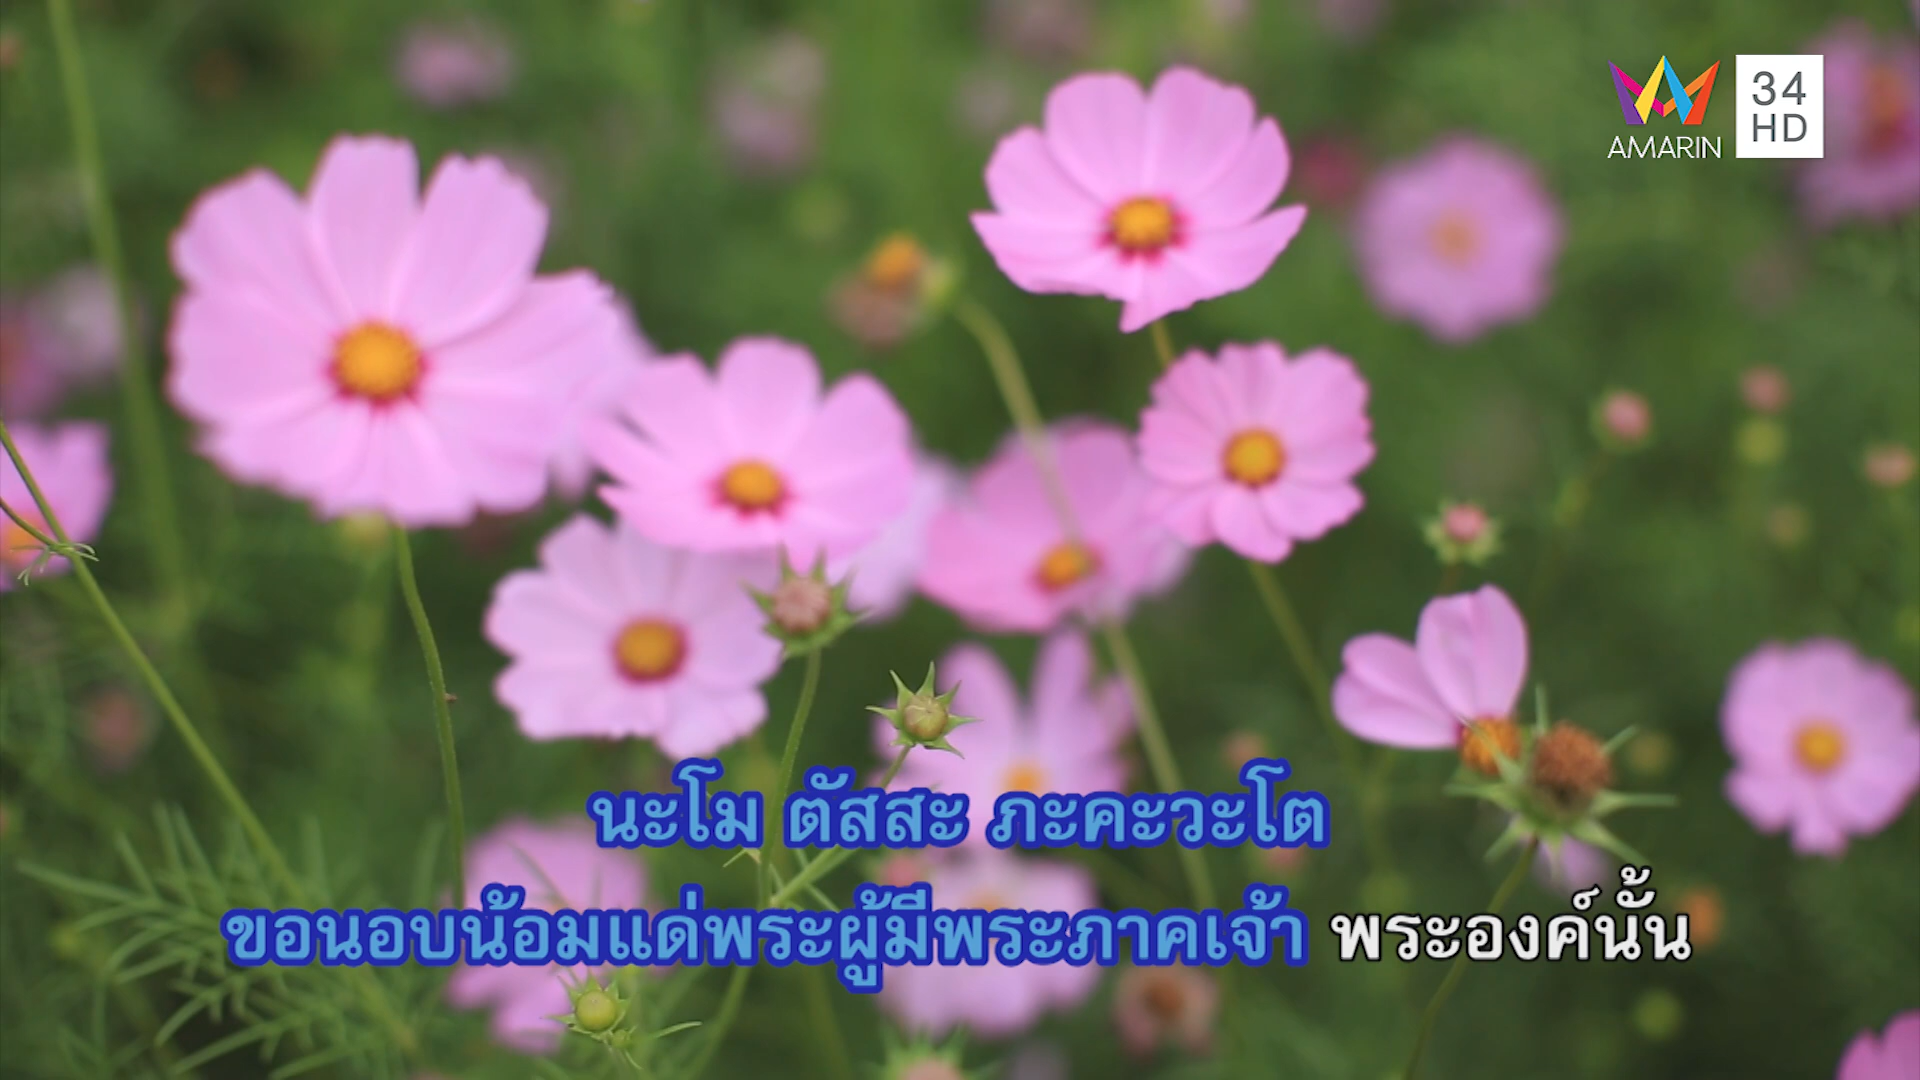 AMARIN
34
HD
นะโม ตัสสะ ภะคะวะโต
ขอนอบน้อมแด่พระผู้มีพระภาคเจ้า พระองค์นั้น